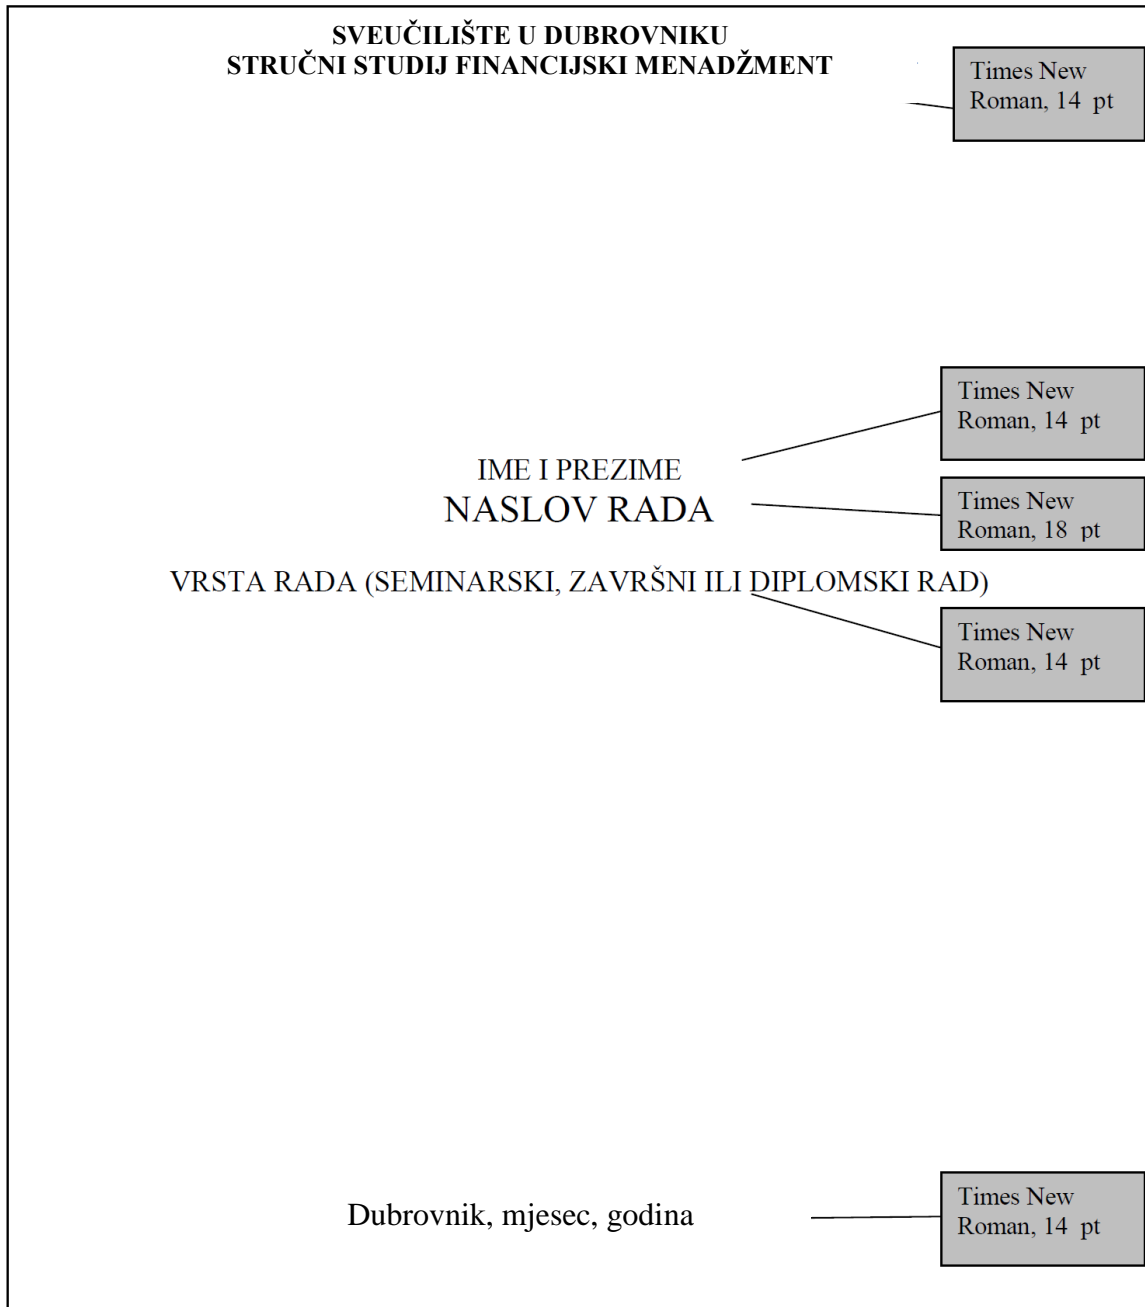 SVEUČILIŠTE U DUBROVNIKU
STRUČNI STUDIJ FINANCIJSKI MENADŽMENT
Times New
Roman, 14 pt
Times New
Roman, 14 pt
IME I PREZIME
NASLOV RADA
Times New
Roman, 18 pt
VRSTA RADA (SEMINARSKI, ZAVRŠNI ILI DIPLOMSKI RAD)
Times New
Roman, 14 pt
Dubrovnik, mjesec, godina
Times New
Roman, 14 pt